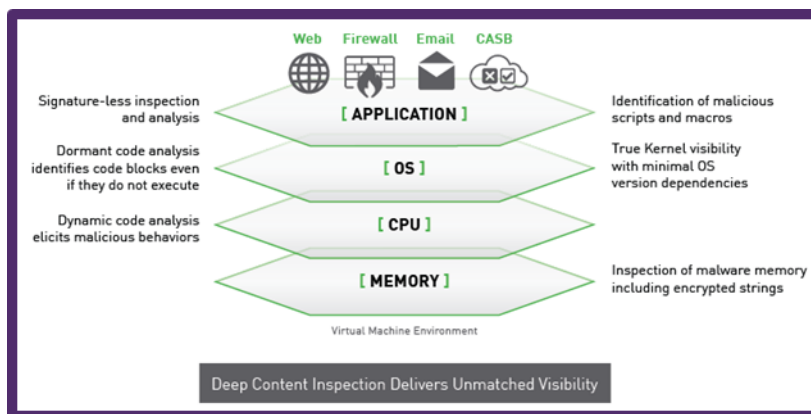 Web Firewall Email CASB
Signature-less inspection
and analysis
[ APPLICATION ]
Identification of malicious
scripts and macros
Dormant code analysis
identifies code blocks even
if they do not execute
[ OS ]
True Kernel visibility
with minimal OS
version dependencies
Dynamic code analysis
elicits malicious behaviors
[ CPU ]
[ MEMORY ]
Inspection of malware memory
including encrypted strings
Virtual Machine Environment
Deep Content Inspection Delivers Unmatched Visibility